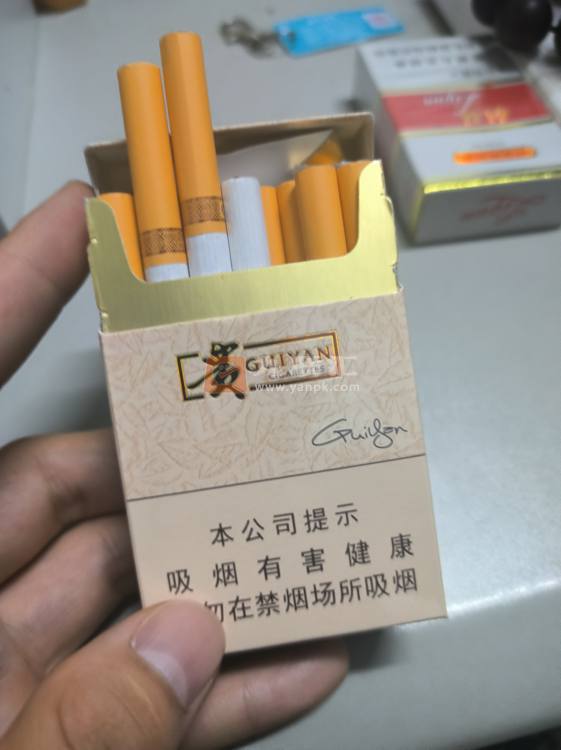 贵
GUIYAN
CIGARETTES
www.yanpk.com
GuiYan
本公司提示
吸烟有害健康
勿在禁烟场所吸烟